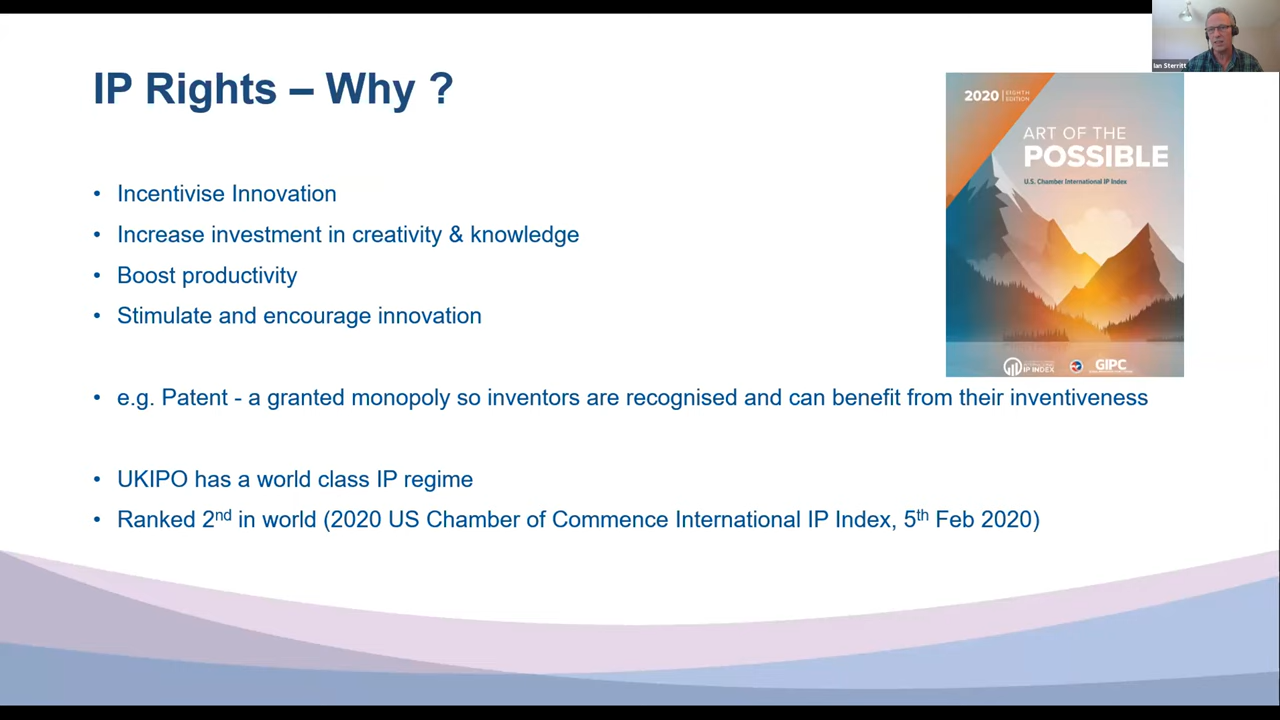 Ian Sterritt
IP Rights – Why ?
2020 EIGHTH EDITION
ART OF THE
POSSIBLE
U.S. Chamber International IP Index
• Incentivise Innovation
• Increase investment in creativity & knowledge
• Boost productivity
• Stimulate and encourage innovation
IP INDEX
GIPC
• e.g. Patent - a granted monopoly so inventors are recognised and can benefit from their inventiveness
• UKIPO has a world class IP regime
• Ranked 2nd in world (2020 US Chamber of Commence International IP Index, 5th Feb 2020)